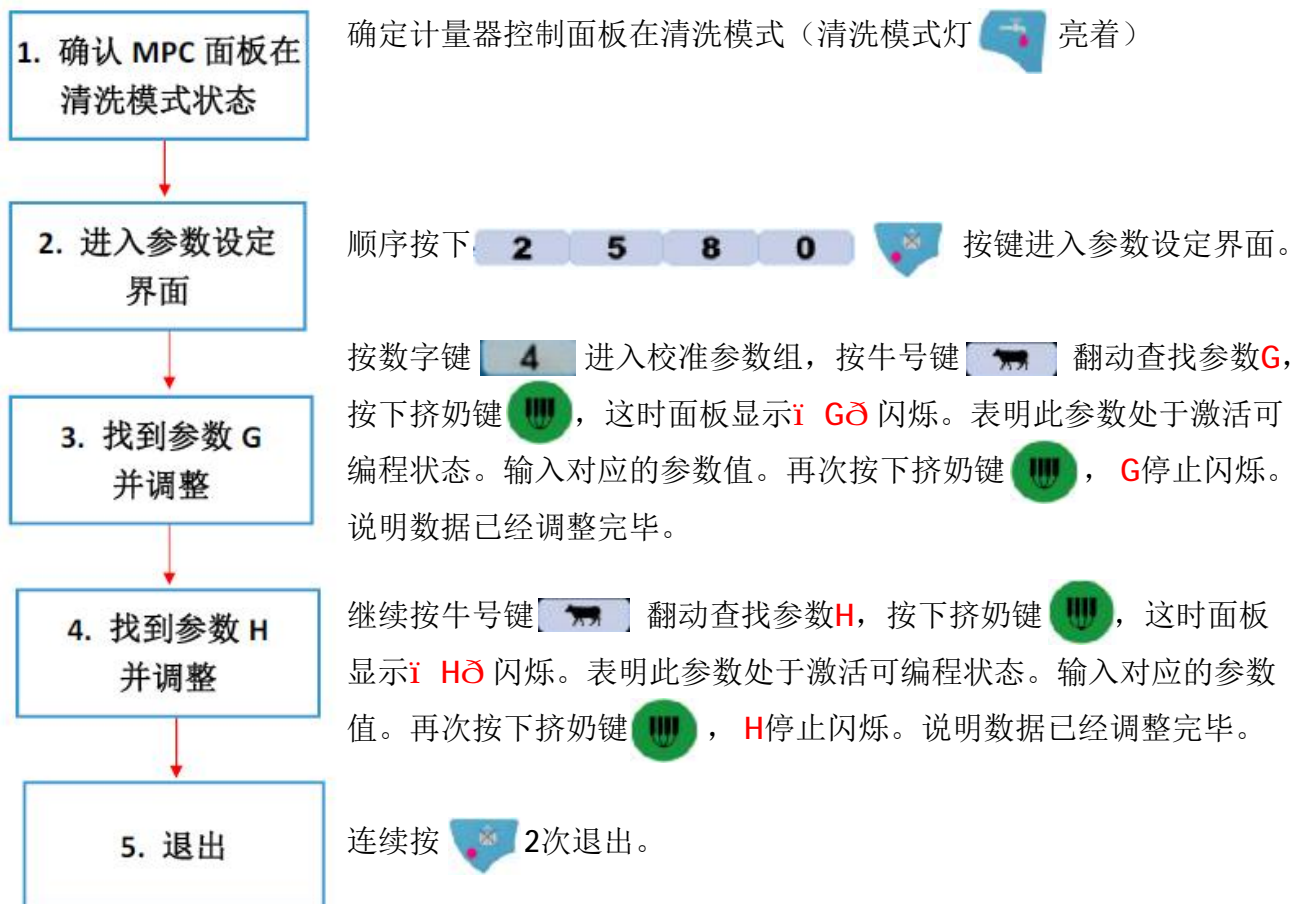 1. 确认 MPC 面板在
清洗模式状态
确定计量器控制面板在清洗模式（清洗模式灯 亮着）
2. 进入参数设定
界面
顺序按下 2 5 8 0 按键进入参数设定界面。
3. 找到参数 G
并调整
按数字键 4 进入校准参数组，按牛号键 翻动查找参数G，
按下挤奶键 ，这时面板显示ï Gð 闪烁。表明此参数处于激活可
编程状态。输入对应的参数值。再次按下挤奶键 ， G停止闪烁。
说明数据已经调整完毕。
4. 找到参数 H
并调整
继续按牛号键 翻动查找参数H，按下挤奶键 ，这时面板
显示ï Hð 闪烁。表明此参数处于激活可编程状态。输入对应的参数
值。再次按下挤奶键 ， H停止闪烁。说明数据已经调整完毕。
5. 退出
连续按 2次退出。